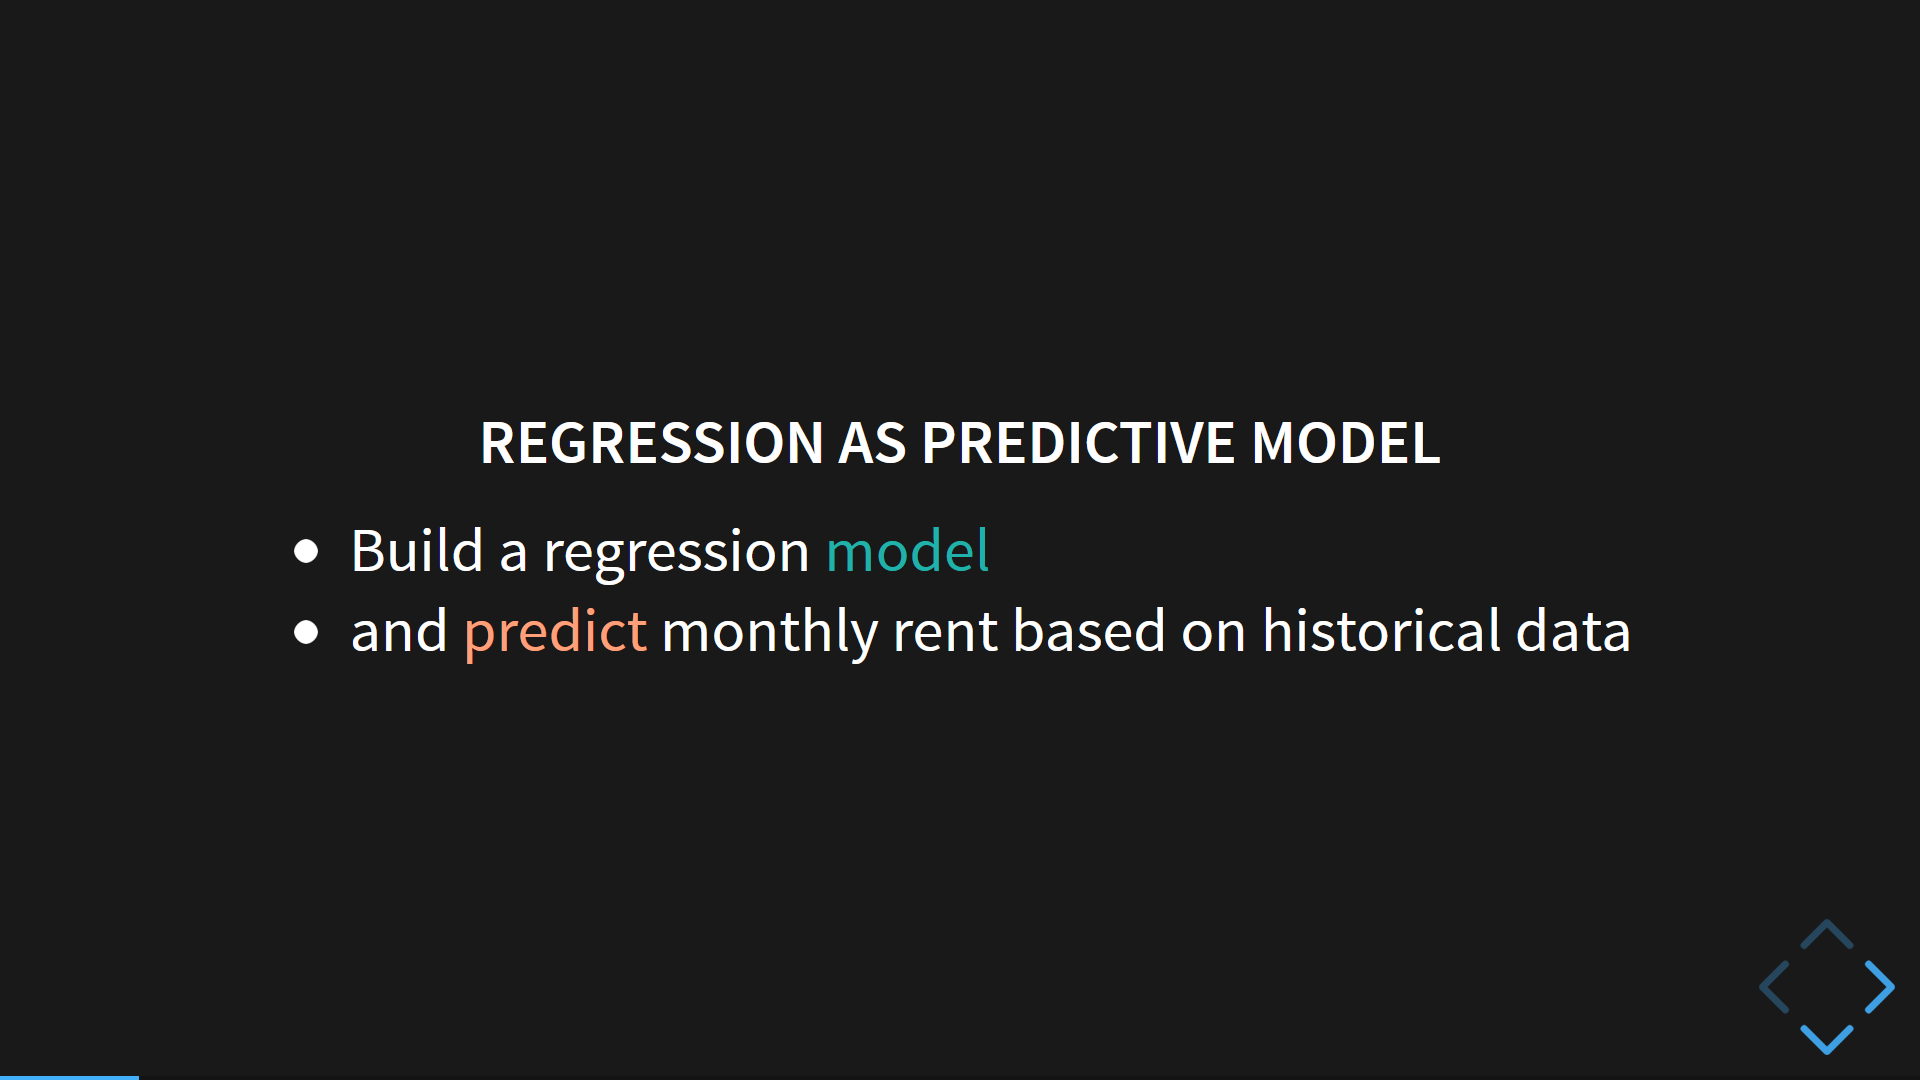 REGRESSION AS PREDICTIVE MODEL
Build a regression model
and predict monthly rent based on historical data